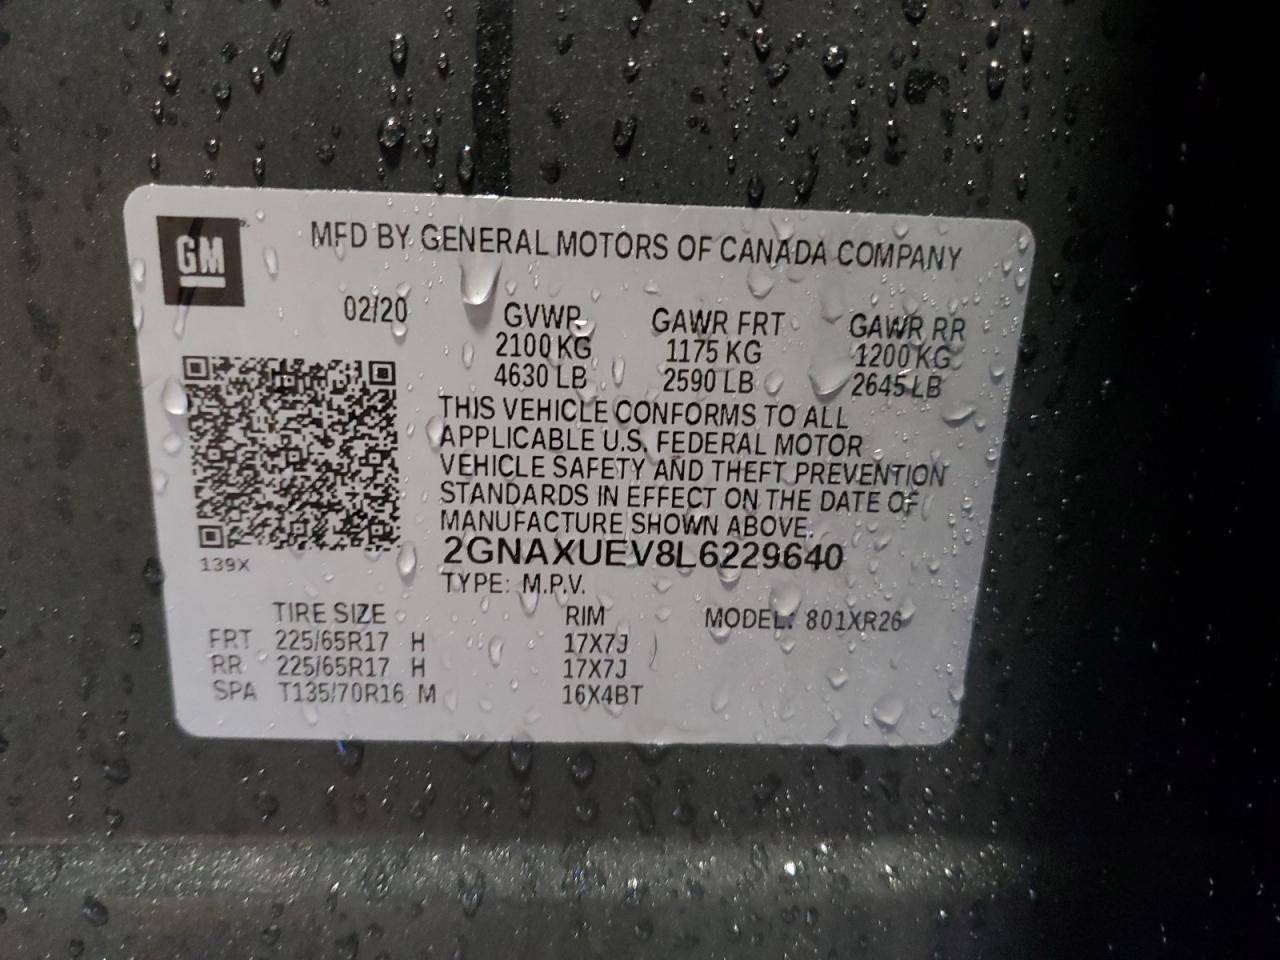 GM
MFD BY GENERAL MOTORS OF CANADA COMPANY
02/20 GVWR GAWR FRT GAWR RR
2100 KG 1175 KG 1200 KG
4630 LB 2590 LB 2645 LB
THIS VEHICLE CONFORMS TO ALL
APPLICABLE U.S. FEDERAL MOTOR
VEHICLE SAFETY AND THEFT PREVENTION
STANDARDS IN EFFECT ON THE DATE OF
MANUFACTURE SHOWN ABOVE.
2GNAXUEV8L6229640
139X
TYPE: M.P.V.
TIRE SIZE RIM MODEL: 801XR26
FRT 225/65R17 H 17X7J
RR 225/65R17 H 17X7J
SPA T135/70R16 M 16X4BT